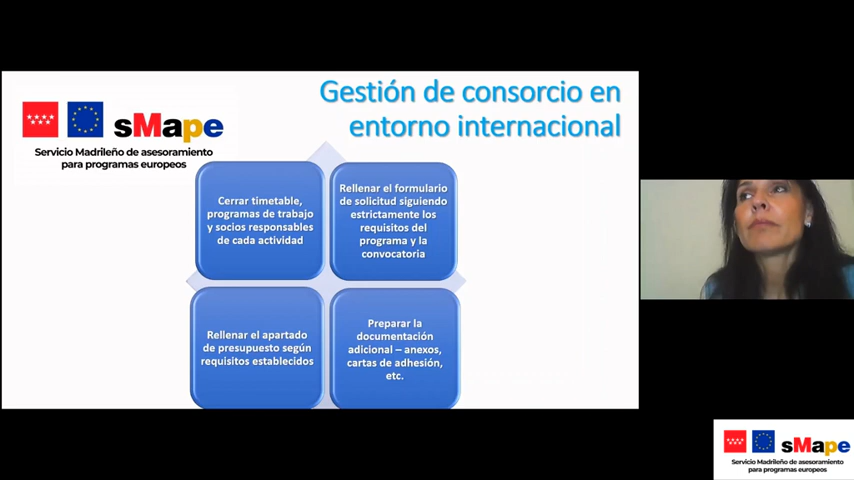 Gestión de consorcio en
entorno internacional
sMape
Servicio Madrileño de asesoramiento
para programas europeos
Cerrar timetable,
programas de trabajo
y socios responsables
de cada actividad
Rellenar el formulario
de solicitud siguiendo
estrictamente los
requisitos del
programa y la
convocatoria
Rellenar el apartado
de presupuesto según
requisitos establecidos
Preparar la
documentación
adicional – anexos,
cartas de adhesión,
etc.
sMape
Servicio Madrileño de asesoramiento
para programas europeos